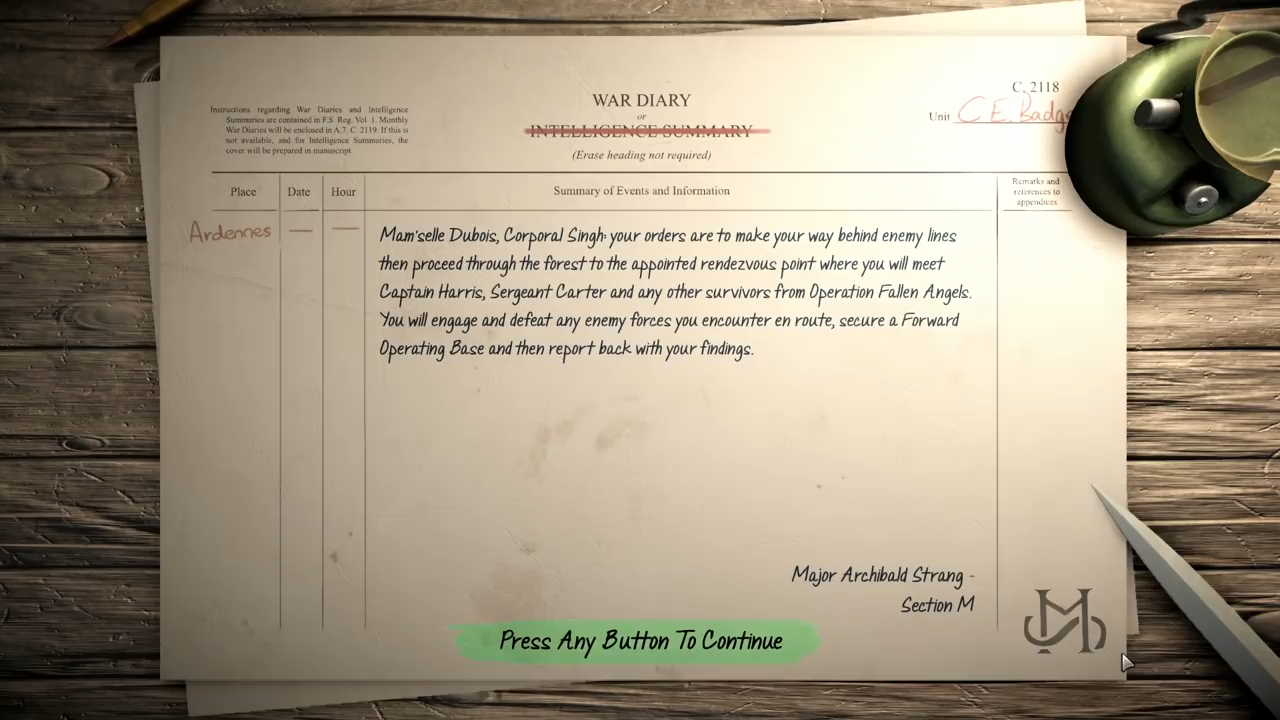 Instructions regarding War Diaries and Intelligence
Summaries are contained in F.S. Reg. Vol. 1. Monthly
War Diaries will be enclosed in A.7. C. 2119. If this is
not available, and for Intelligence Summaries, the
cover will be prepared in manuscript.
WAR DIARY
or
INTELLIGENCE SUMMARY
(Erase heading not required)
C, 2118
Unit C E. Badge
Place
Date
Hour
Summary of Events and Information
Remarks and
references to
appendices
Ardennes — —
Mam'selle Dubois, Corporal Singh: your orders are to make your way behind enemy lines
then proceed through the forest to the appointed rendezvous point where you will meet
Captain Harris, Sergeant Carter and any other survivors from Operation Fallen Angels.
You will engage and defeat any enemy forces you encounter en route, secure a Forward
Operating Base and then report back with your findings.
Major Archibald Strang -
Section M
Press Any Button To Continue